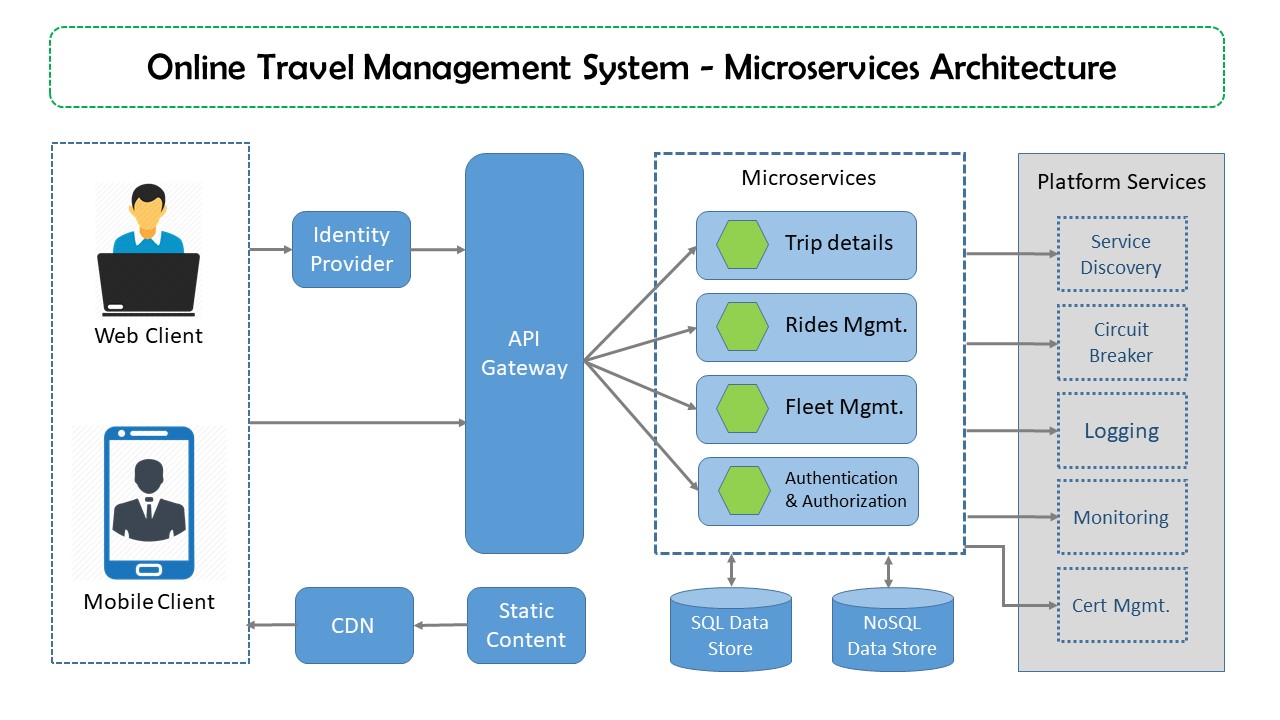 Online Travel Management System - Microservices Architecture
Web Client
Mobile Client
Identity
Provider
API
Gateway
CDN
Static
Content
Microservices
Trip details
Rides Mgmt.
Fleet Mgmt.
Authentication
& Authorization
SQL Data
Store
NoSQL
Data Store
Platform Services
Service
Discovery
Circuit
Breaker
Logging
Monitoring
Cert Mgmt.